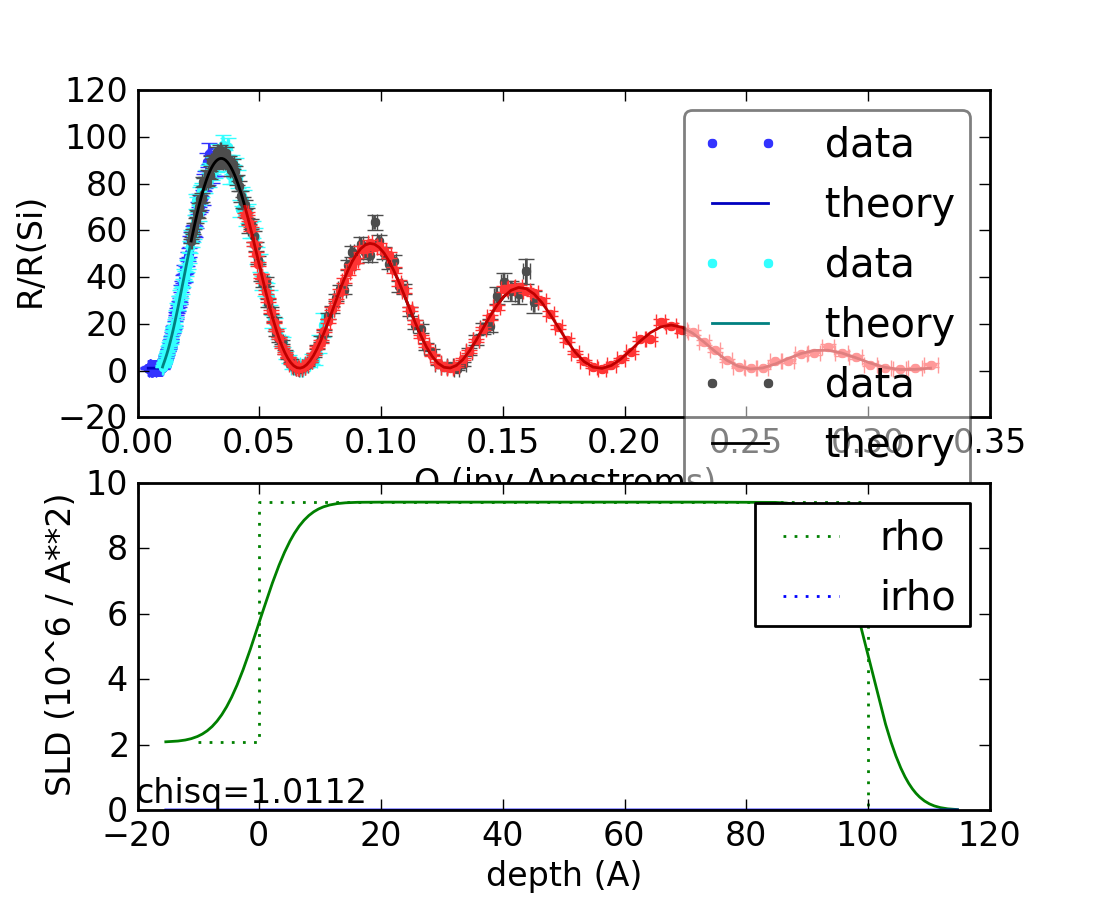 120
100
80
60
40
20
0
−20
R/R(Si)
data
theory
data
theory
data
theory
0.00 0.05 0.10 0.15 0.20 0.25 0.30 0.35
Q (inv Angstroms)
10
8
6
4
2
0
SLD (10^6 / A**2)
rho
irho
chisq=1.0112
−20 0 20 40 60 80 100 120
depth (A)